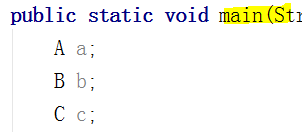 public static void main(Str
A a;
B b;
C c;